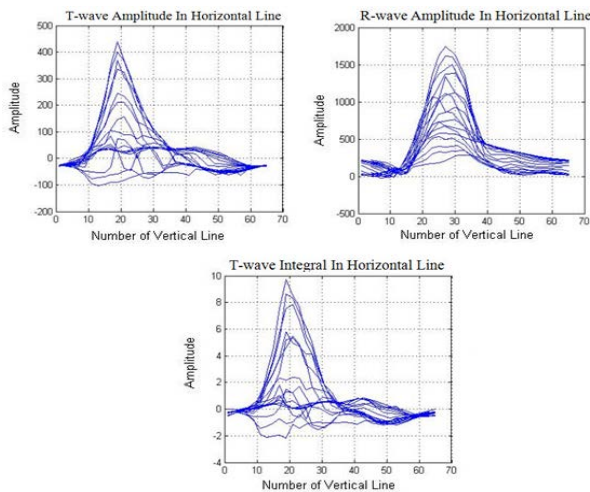 T-wave Amplitude In Horizontal Line
500
400
300
200
100
0
-100
-200
Amplitude
0 10 20 30 40 50 60 70
Number of Vertical Line
R-wave Amplitude In Horizontal Line
2000
1500
1000
500
0
-500
Amplitude
0 10 20 30 40 50 60 70
Number of Vertical Line
T-wave Integral In Horizontal Line
10
8
6
4
2
0
-2
-4
Amplitude
0 10 20 30 40 50 60 70
Number of Vertical Line